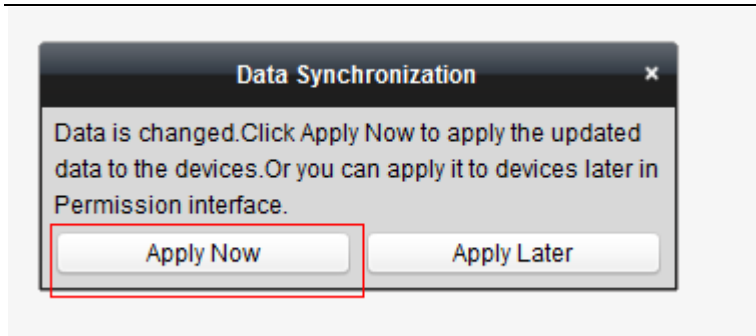 Data Synchronization ×
Data is changed.Click Apply Now to apply the updated
data to the devices.Or you can apply it to devices later in
Permission interface.
Apply Now Apply Later